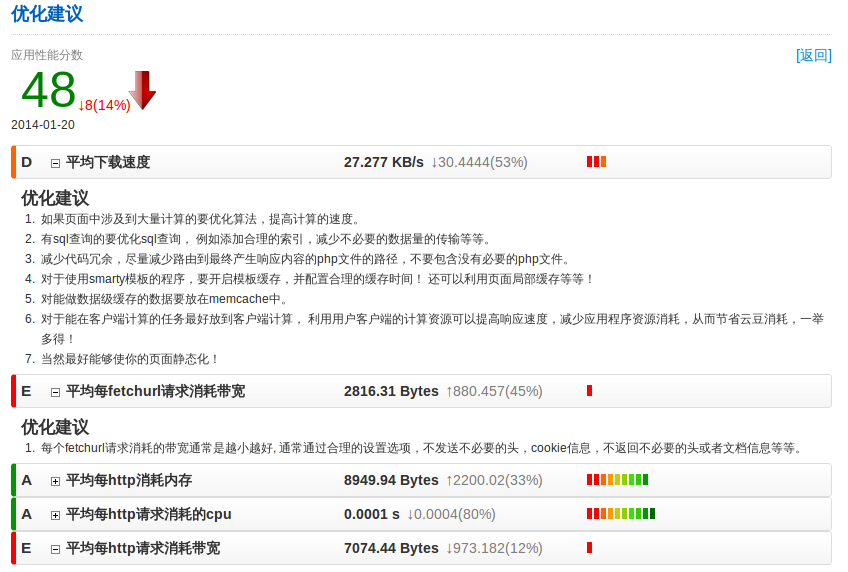 优化建议
应用性能分数
[返回]
48 ↓8(14%)
2014-01-20
D 平均下载速度 27.277 KB/s ↓30.4444(53%)
优化建议
1. 如果页面中涉及到大量计算的要优化算法，提高计算的速度。
2. 有sql查询的要优化sql查询， 例如添加合理的索引，减少不必要的数据量的传输等等。
3. 减少代码冗余，尽量减少路由到最终产生响应内容的php文件的路径，不要包含没有必要的php文件。
4. 对于使用smarty模板的程序，要开启模板缓存，并配置合理的缓存时间！ 还可以利用页面局部缓存等等！
5. 对能做数据级缓存的数据要放在memcache中。
6. 对于能在客户端计算的任务最好放到客户端计算， 利用用户客户端的计算资源可以提高响应速度，减少应用程序资源消耗，从而节省云豆消耗，一举
多得！
7. 当然最好能够使你的页面静态化！
E 平均每fetchurl请求消耗带宽 2816.31 Bytes ↑880.457(45%)
优化建议
1. 每个fetchurl请求消耗的带宽通常是越小越好, 通常通过合理的设置选项，不发送不必要的头，cookie信息，不返回不必要的头或者文档信息等等。
A 平均每http消耗内存 8949.94 Bytes ↑2200.02(33%)
A 平均每http请求消耗的cpu 0.0001 s ↓0.0004(80%)
E 平均每http请求消耗带宽 7074.44 Bytes ↓973.182(12%)